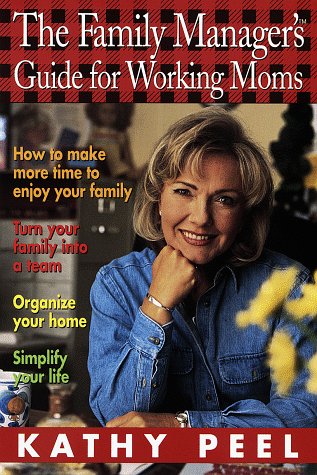 The Family Manager's™
Guide for Working Moms
How to make
more time to
enjoy your family
Turn your
family into
a team
Organize
your home
Simplify
your life
KATHY PEEL